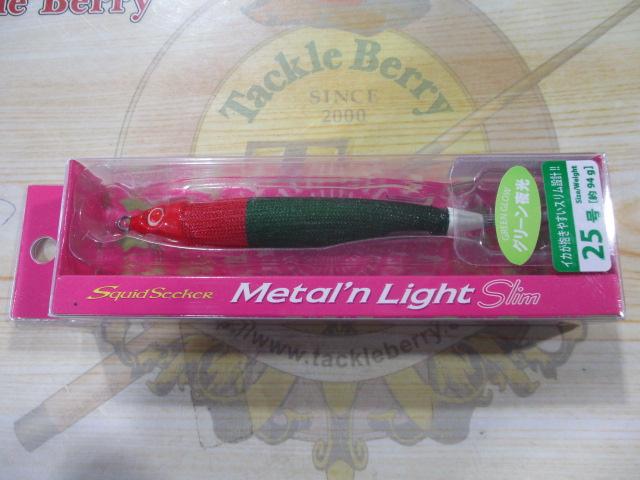 le Berry
Tackle Berry
SINCE
2000
GREEN GLOW
グリーン夜光
イカが抱きやすいスリム設計!!
Size/Weight
25号 [約94g]
Squid Seeker Metal'n Light Slim
www.tackleberry.c